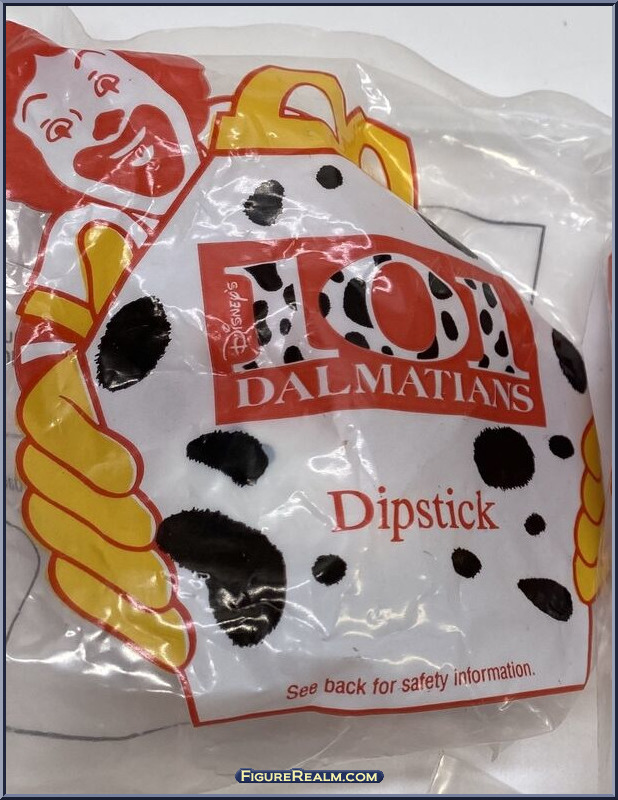 Disney's
101
DALMATIANS
Dipstick
See back for safety information.
FigureRealm.com